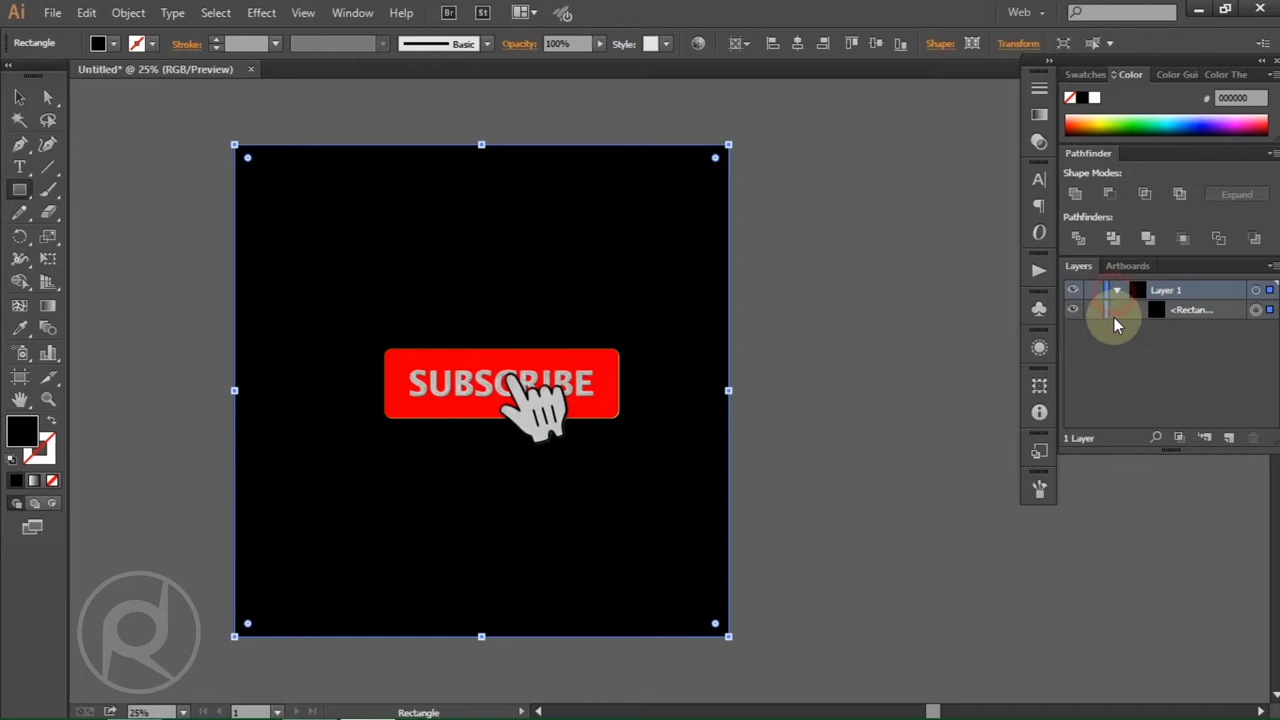 Ai File Edit Object Type Select Effect View Window Help Br St Web
Rectangle Stroke: Basic Opacity: 100% Style: Shape: Transform
Untitled* @ 25% (RGB/Preview) ×
Swatches Color Color Gui Color The
# 000000
Pathfinder
Shape Modes:
Expand
Pathfinders:
Layers Artboards
Layer 1
<Rectan...
1 Layer
SUBSCRIBE
25% 1 Rectangle